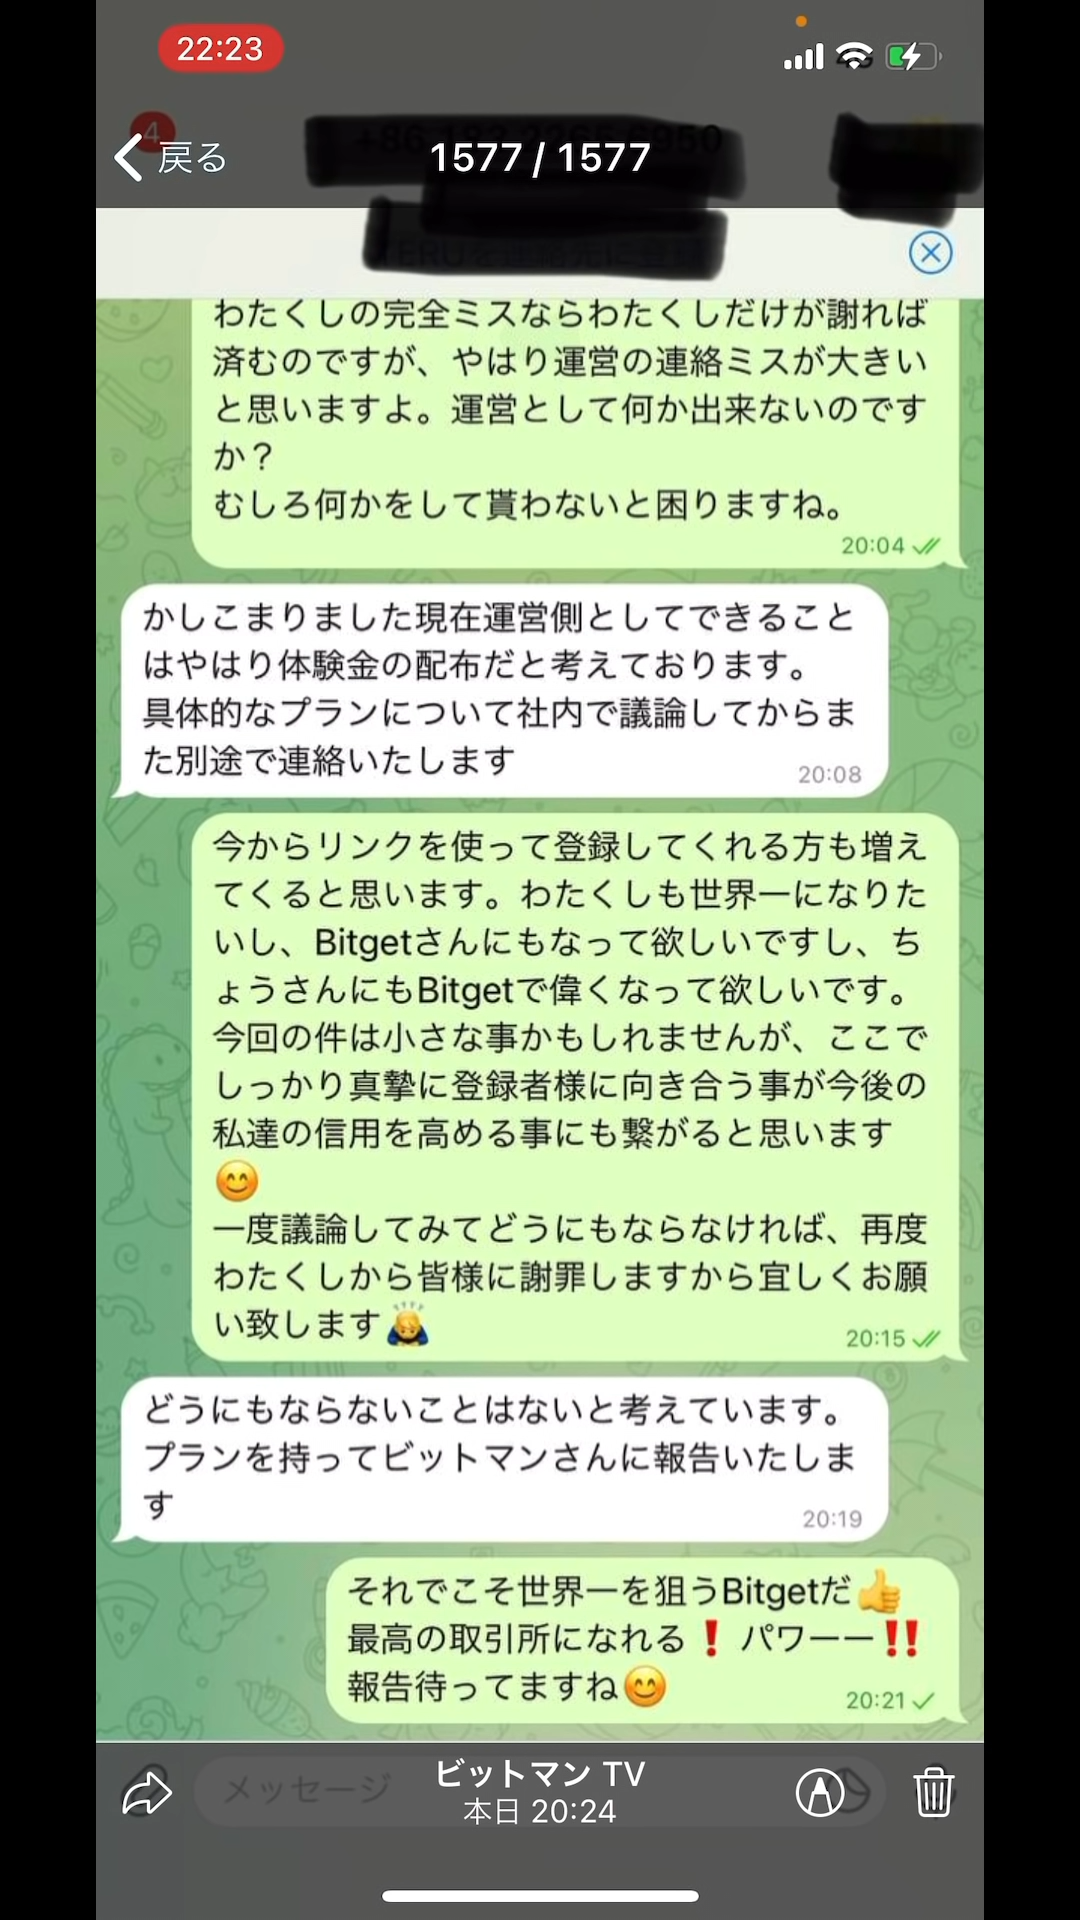 22:23
4
戻る
1577 / 1577
わたくしの完全ミスならわたくしだけが謝れば
済むのですが、やはり運営の連絡ミスが大きい
と思いますよ。運営として何か出来ないのです
か？
むしろ何かをして貰わないと困りますね。
20:04
かしこまりました現在運営側としてできること
はやはり体験金の配布だと考えております。
具体的なプランについて社内で議論してからま
た別途で連絡いたします
20:08
今からリンクを使って登録してくれる方も増え
てくると思います。わたくしも世界一になりた
いし、Bitgetさんにもなって欲しいですし、ち
ょうさんにもBitgetで偉くなって欲しいです。
今回の件は小さな事かもしれませんが、ここで
しっかり真摯に登録者様に向き合う事が今後の
私達の信用を高める事にも繋がると思います
😊
一度議論してみてどうにもならなければ、再度
わたくしから皆様に謝罪しますから宜しくお願
い致します🙇
20:15
どうにもならないことはないと考えています。
プランを持ってビットマンさんに報告いたしま
す
20:19
それでこそ世界一を狙うBitgetだ👍
最高の取引所になれる❗パワーー‼️
報告待ってますね😊
20:21
メッセージ
ビットマン TV
本日 20:24